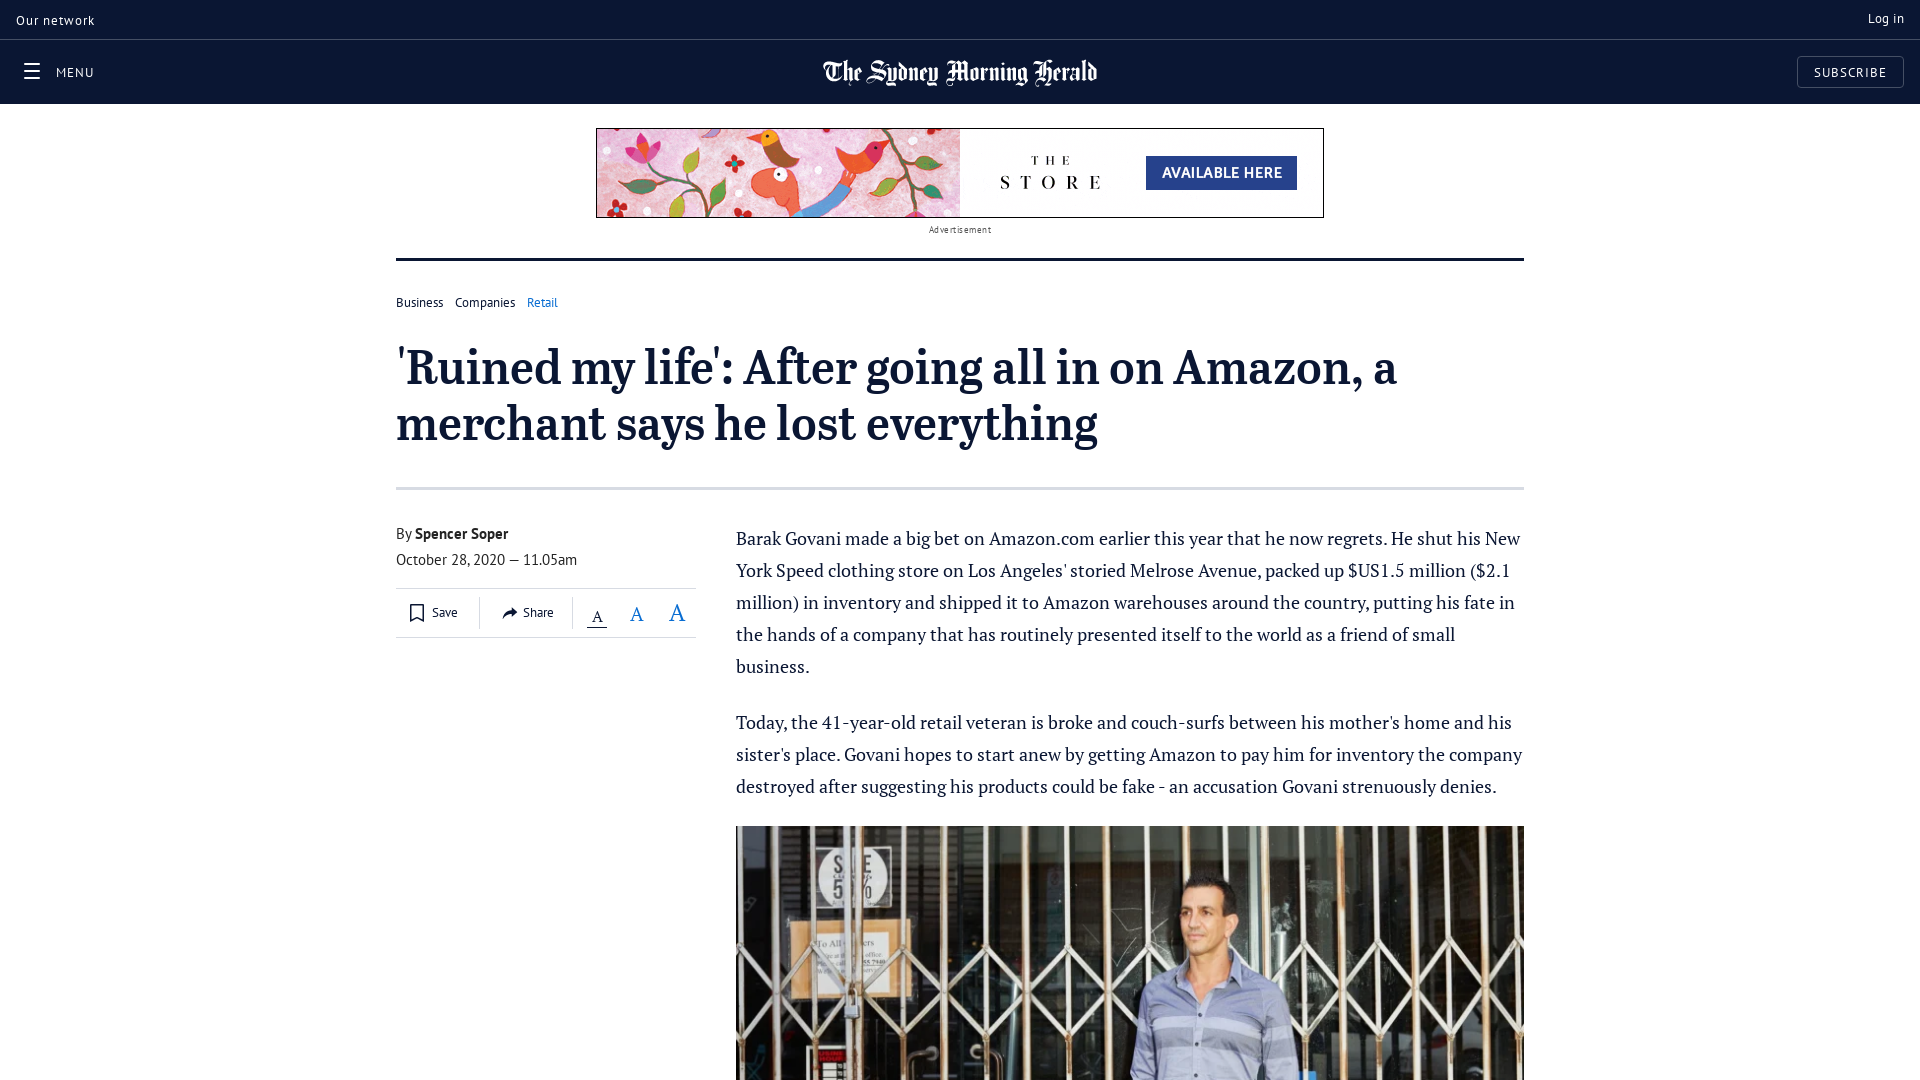 Our network
Log in
MENU
The Sydney Morning Herald
SUBSCRIBE
THE
STORE
AVAILABLE HERE
Advertisement
Business Companies Retail
'Ruined my life': After going all in on Amazon, a
merchant says he lost everything
By Spencer Soper
October 28, 2020 — 11.05am
Save
Share
A A A
Barak Govani made a big bet on Amazon.com earlier this year that he now regrets. He shut his New
York Speed clothing store on Los Angeles' storied Melrose Avenue, packed up $US1.5 million ($2.1
million) in inventory and shipped it to Amazon warehouses around the country, putting his fate in
the hands of a company that has routinely presented itself to the world as a friend of small
business.
Today, the 41-year-old retail veteran is broke and couch-surfs between his mother's home and his
sister's place. Govani hopes to start anew by getting Amazon to pay him for inventory the company
destroyed after suggesting his products could be fake - an accusation Govani strenuously denies.
To All